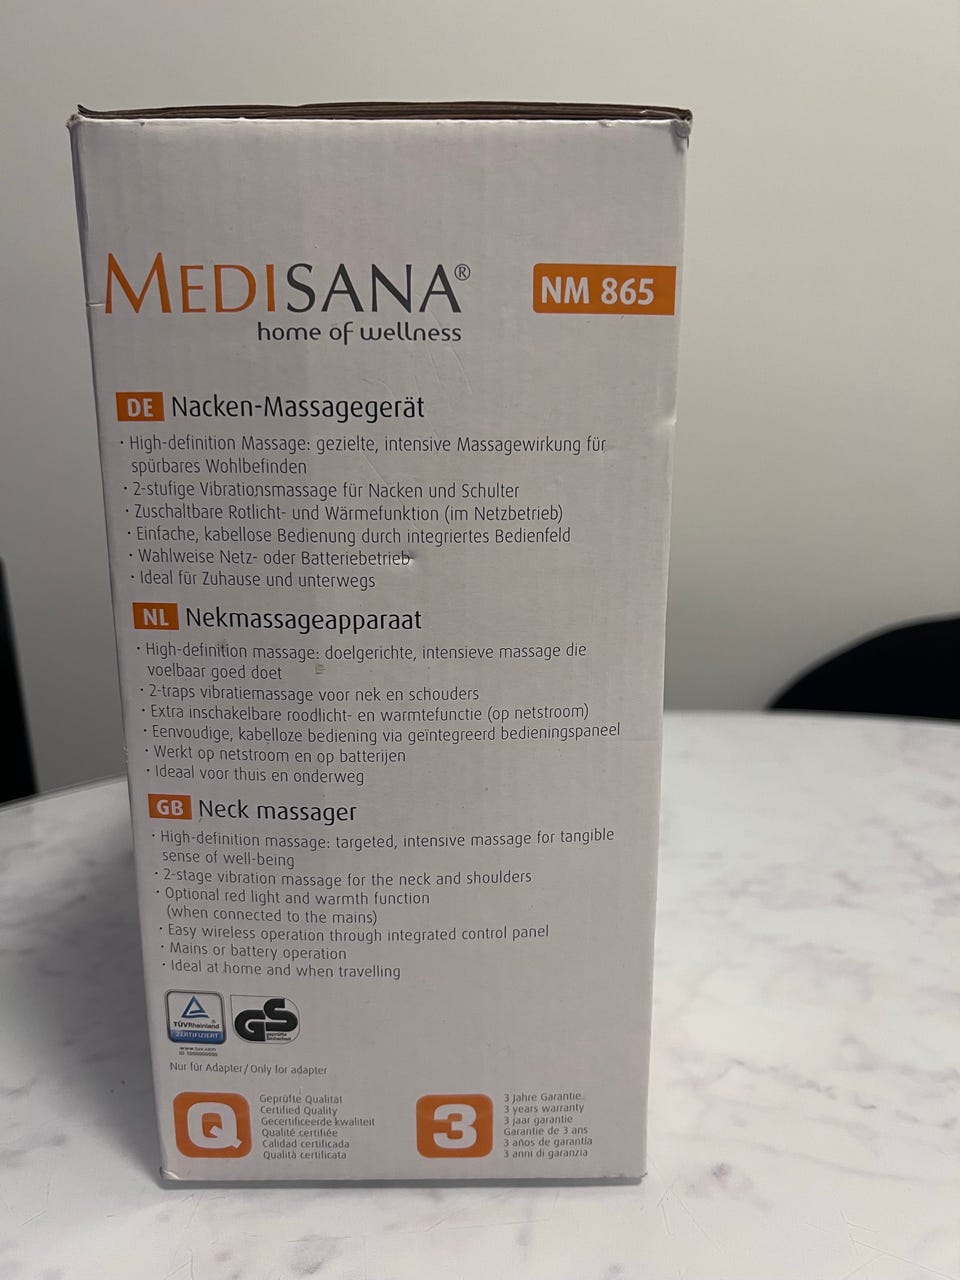 MEDISANA®
home of wellness
NM 865
DE Nacken-Massagegerät
· High-definition Massage: gezielte, intensive Massagewirkung für
spürbares Wohlbefinden
· 2-stufige Vibrationsmassage für Nacken und Schulter
· Zuschaltbare Rotlicht- und Wärmefunktion (im Netzbetrieb)
· Einfache, kabellose Bedienung durch integriertes Bedienfeld
· Wahlweise Netz- oder Batteriebetrieb
· Ideal für Zuhause und unterwegs
NL Nekmassageapparaat
· High-definition massage: doelgerichte, intensieve massage die
voelbaar goed doet
· 2-traps vibratiemassage voor nek en schouders
· Extra inschakelbare roodlicht- en warmtefunctie (op netstroom)
· Eenvoudige, kabelloze bediening via geïntegreerd bedieningspaneel
· Werkt op netstroom en op batterijen
· Ideaal voor thuis en onderweg
GB Neck massager
· High-definition massage: targeted, intensive massage for tangible
sense of well-being
· 2-stage vibration massage for the neck and shoulders
· Optional red light and warmth function
(when connected to the mains)
· Easy wireless operation through integrated control panel
· Mains or battery operation
· Ideal at home and when travelling
TÜVRheinland®
ZERTIFIZIERT
www.tuv.com
GS
geprüfte
Sicherheit
Nur für Adapter/Only for adapter
Q
Geprüfte Qualität
Certified Quality
Gecertificeerde kwaliteit
Qualité certifiée
Calidad certificada
Qualità certificata
3
3 Jahre Garantie
3 years warranty
3 jaar garantie
Garantie de 3 ans
3 años de garantía
3 anni di garanzia